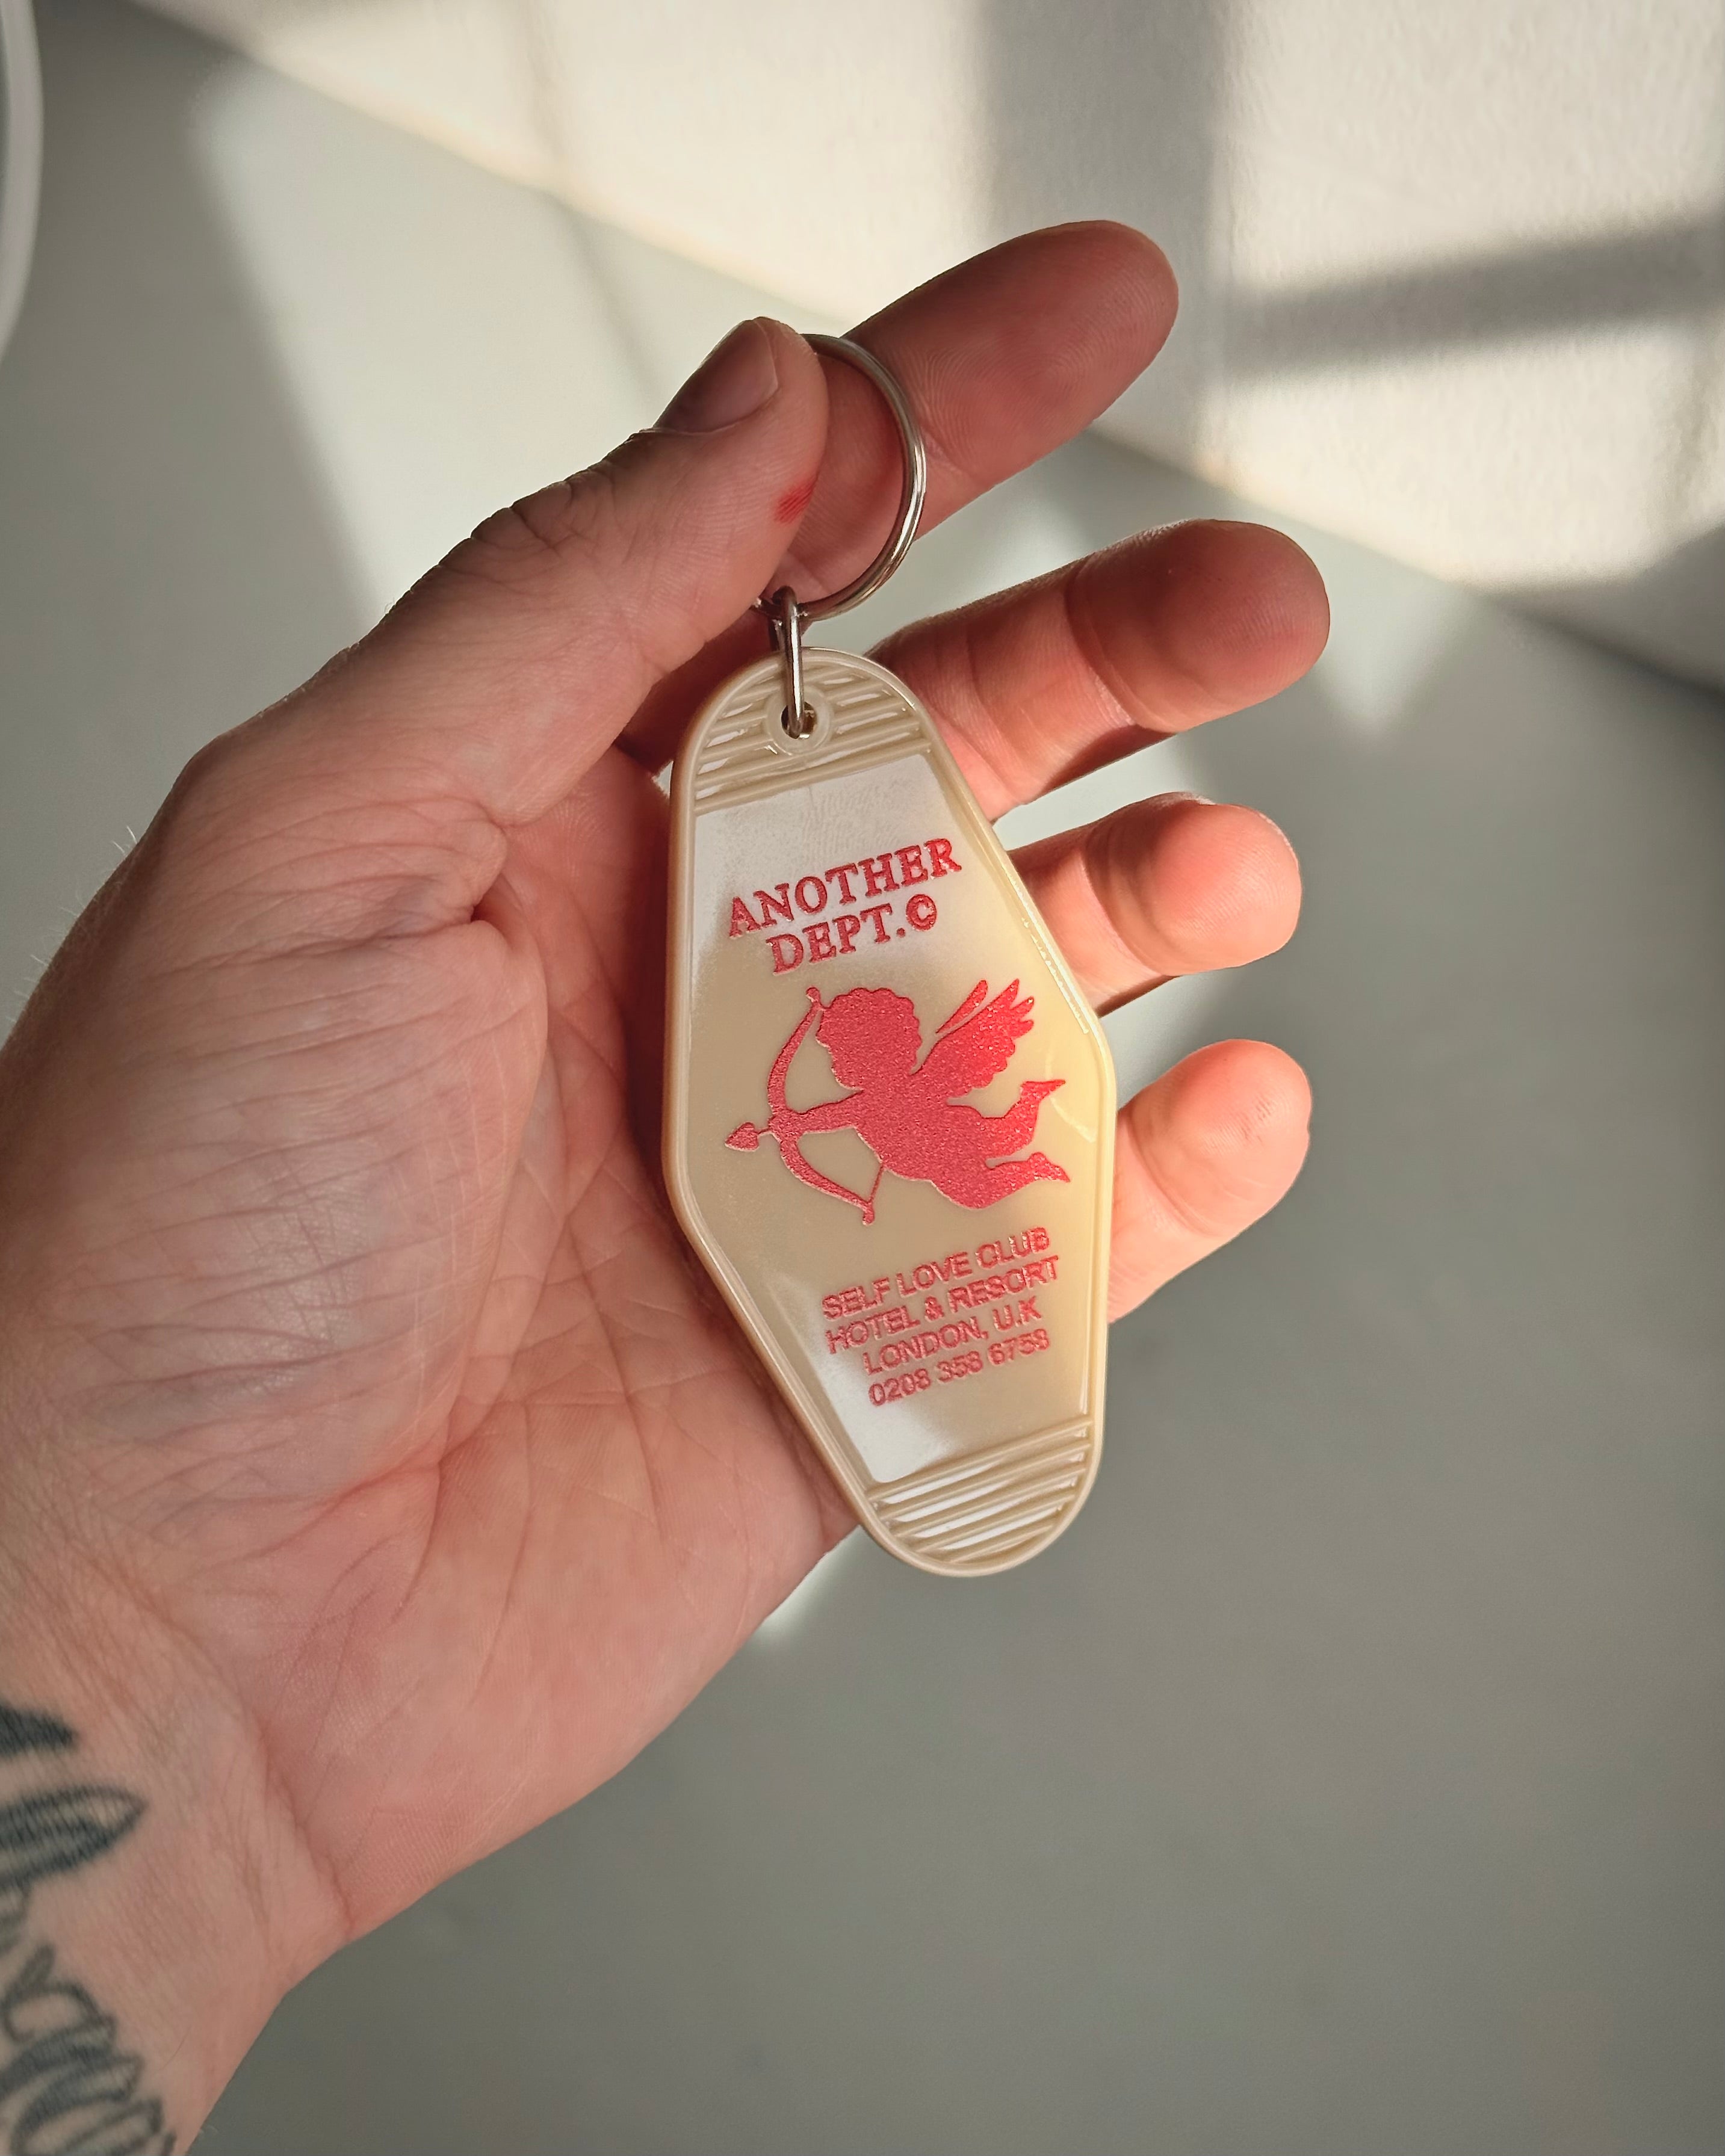 ANOTHER
DEPT.©
SELF LOVE CLUB
HOTEL & RESORT
LONDON, U.K
0208 358 6758